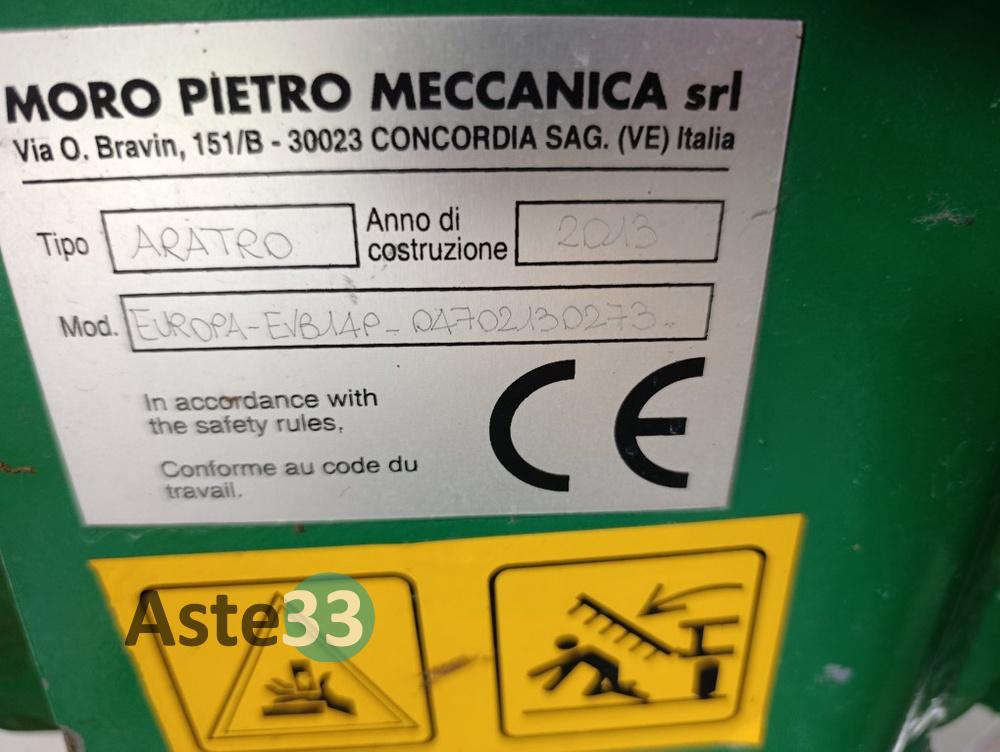 MORO PIETRO MECCANICA srl
Via O. Bravin, 151/B - 30023 CONCORDIA SAG. (VE) Italia
Tipo ARATRO Anno di costruzione 2013
Mod. EUROPA-EVB14P-04702130273
In accordance with
the safety rules.
Conforme au code du
travail.
CE
Aste33